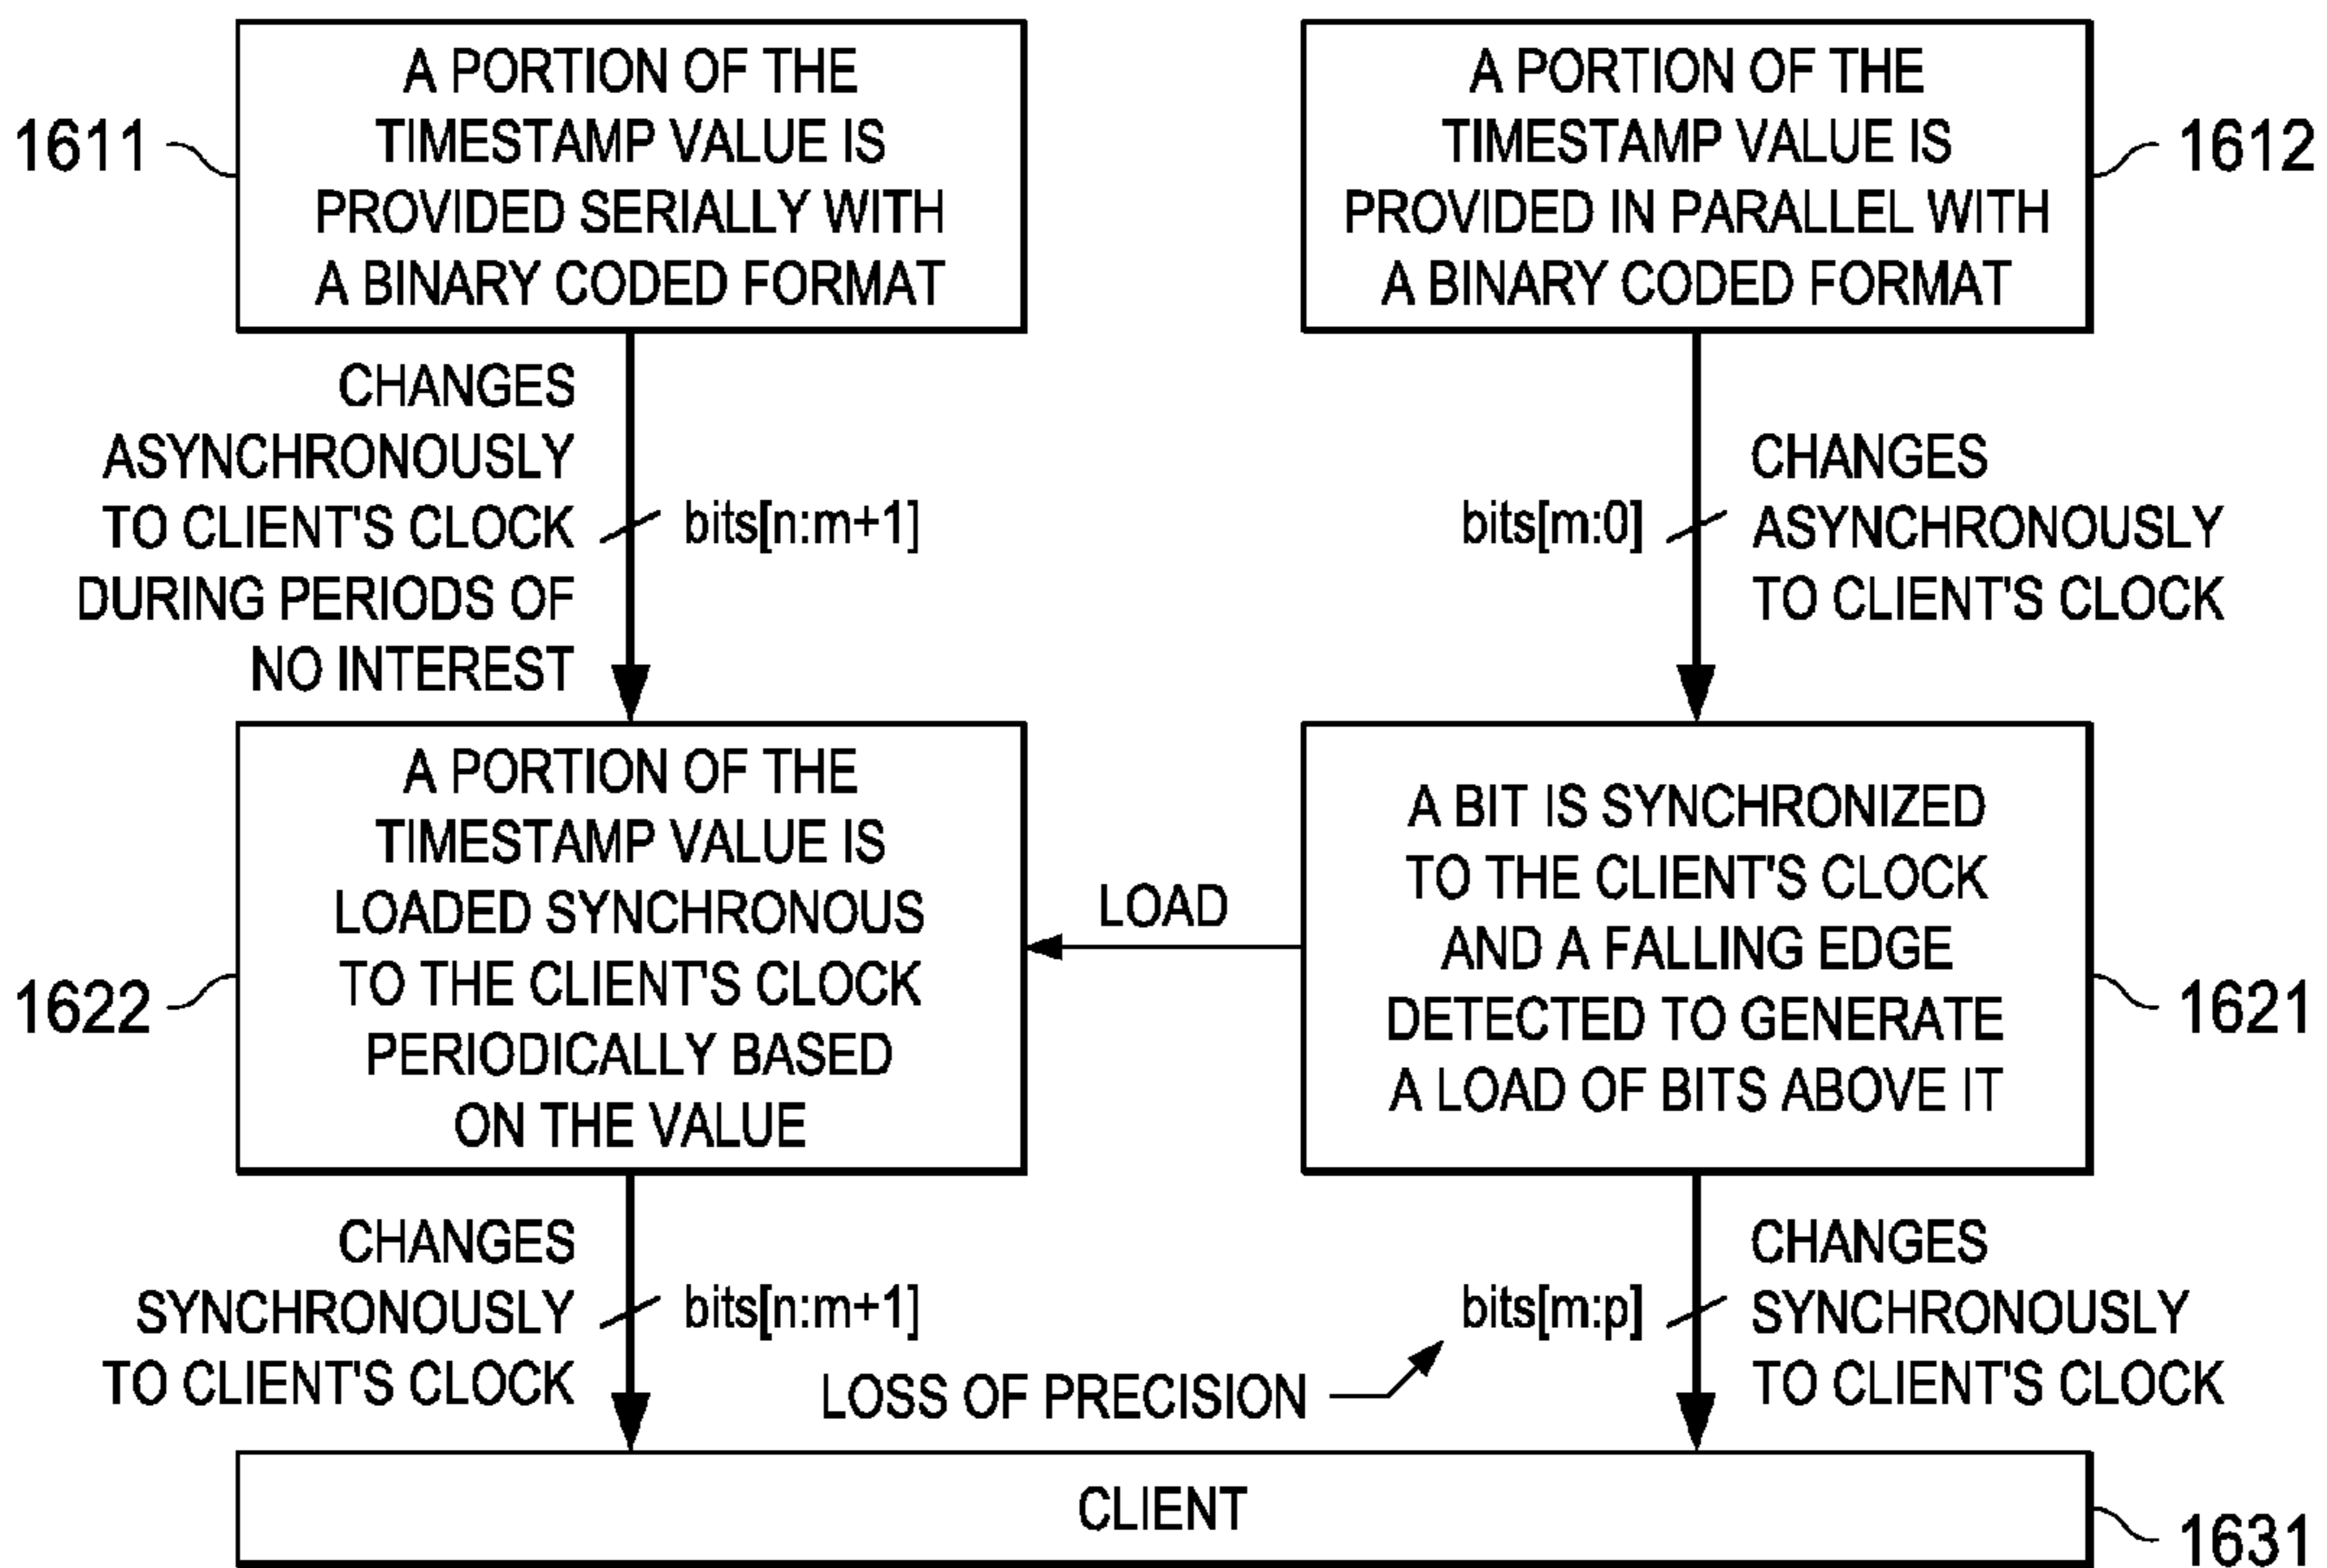 1611
A PORTION OF THE
TIMESTAMP VALUE IS
PROVIDED SERIALLY WITH
A BINARY CODED FORMAT
A PORTION OF THE
TIMESTAMP VALUE IS
PROVIDED IN PARALLEL WITH
A BINARY CODED FORMAT
1612
CHANGES
ASYNCHRONOUSLY
TO CLIENT'S CLOCK
DURING PERIODS OF
NO INTEREST
bits[n:m+1]
bits[m:0]
CHANGES
ASYNCHRONOUSLY
TO CLIENT'S CLOCK
1622
A PORTION OF THE
TIMESTAMP VALUE IS
LOADED SYNCHRONOUS
TO THE CLIENT'S CLOCK
PERIODICALLY BASED
ON THE VALUE
LOAD
A BIT IS SYNCHRONIZED
TO THE CLIENT'S CLOCK
AND A FALLING EDGE
DETECTED TO GENERATE
A LOAD OF BITS ABOVE IT
1621
CHANGES
SYNCHRONOUSLY
TO CLIENT'S CLOCK
bits[n:m+1]
LOSS OF PRECISION
bits[m:p]
CHANGES
SYNCHRONOUSLY
TO CLIENT'S CLOCK
CLIENT
1631